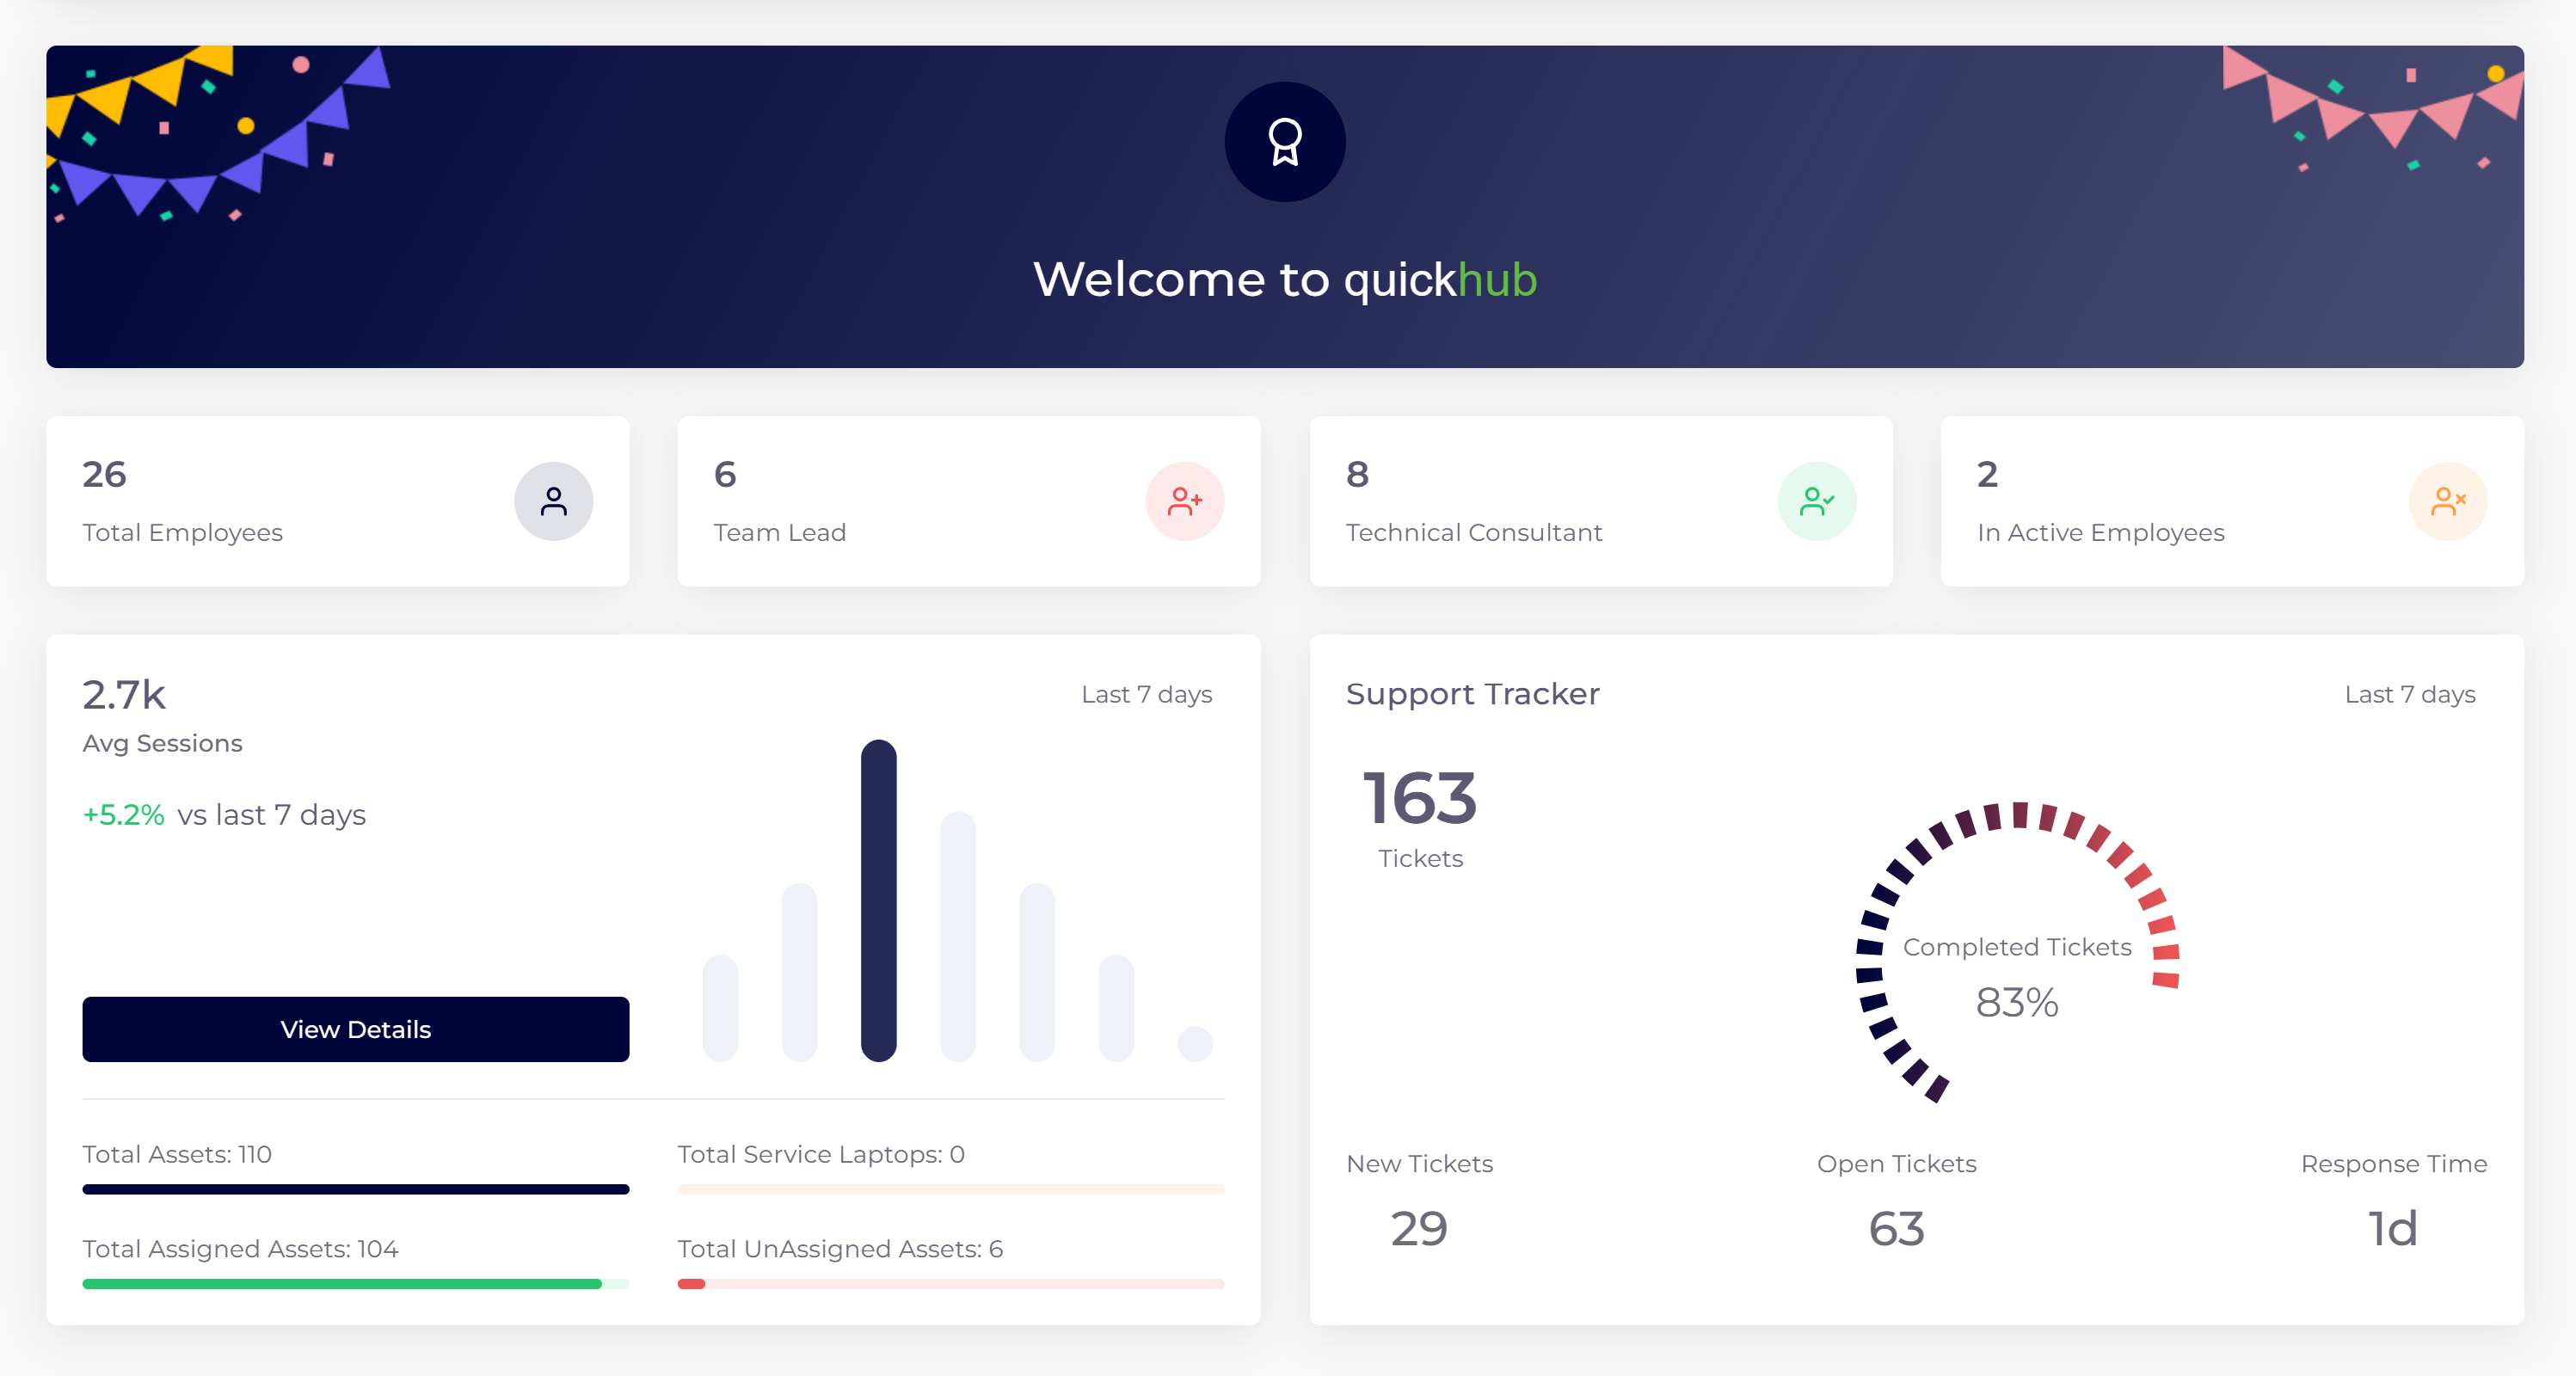 Welcome to quickhub
26
Total Employees
6
Team Lead
8
Technical Consultant
2
In Active Employees
2.7k
Last 7 days
Avg Sessions
+5.2% vs last 7 days
View Details
Total Assets: 110
Total Service Laptops: 0
Total Assigned Assets: 104
Total UnAssigned Assets: 6
Support Tracker
Last 7 days
163
Tickets
Completed Tickets
83%
New Tickets
29
Open Tickets
63
Response Time
1d